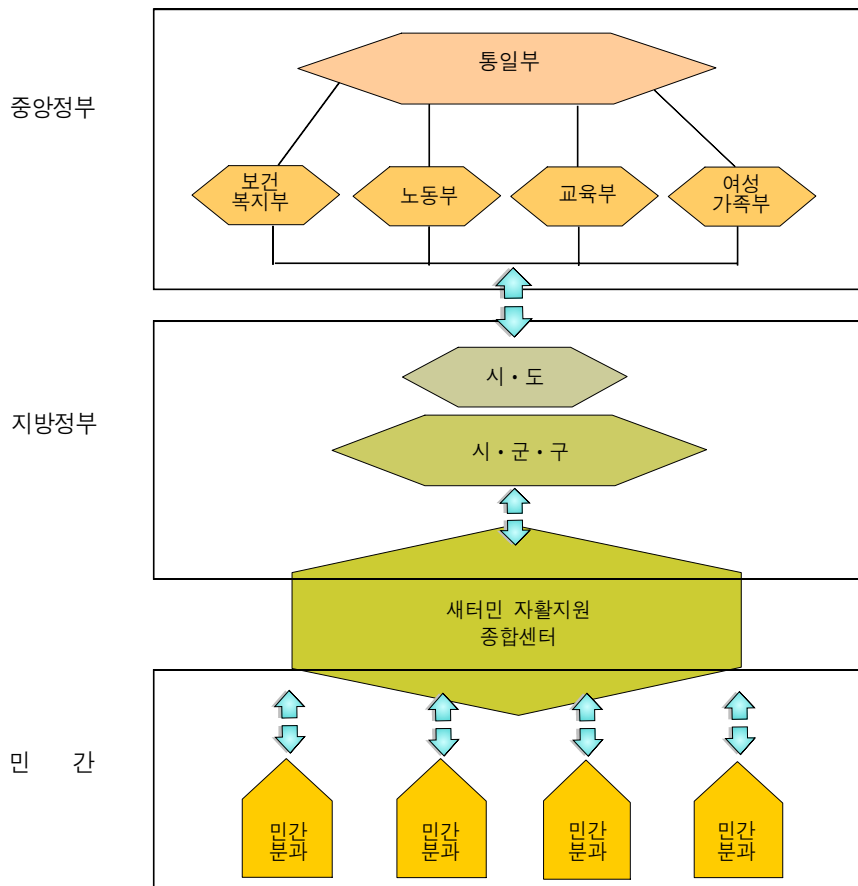 통일부
중앙정부
보건
복지부
노동부
교육부
여성
가족부
시・도
지방정부
시・군・구
새터민 자활지원
종합센터
민 간
민간
분과
민간
분과
민간
분과
민간
분과